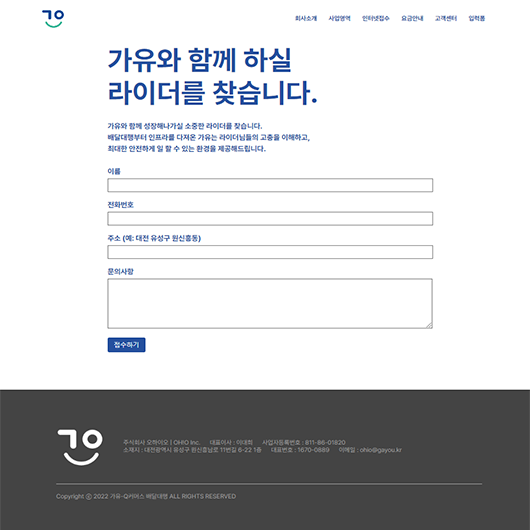 회사소개 사업영역 인터넷접수 요금안내 고객센터 입력폼
가유와 함께 하실
라이더를 찾습니다.
가유와 함께 성장해나가실 소중한 라이더를 찾습니다.
배달대행부터 인프라를 다져온 가유는 라이더님들의 고충을 이해하고,
최대한 안전하게 일 할 수 있는 환경을 제공해드립니다.
이름
전화번호
주소 (예: 대전 유성구 원신흥동)
문의사항
접수하기
주식회사 오하이오 | OHIO Inc. 대표이사 : 이대희 사업자등록번호 : 811-86-01820
소재지 : 대전광역시 유성구 원신흥남로 11번길 6-22 1층 대표번호 : 1670-0889 이메일 : ohio@gayou.kr
Copyright ⓒ 2022 가유-Q커머스 배달대행 ALL RIGHTS RESERVED